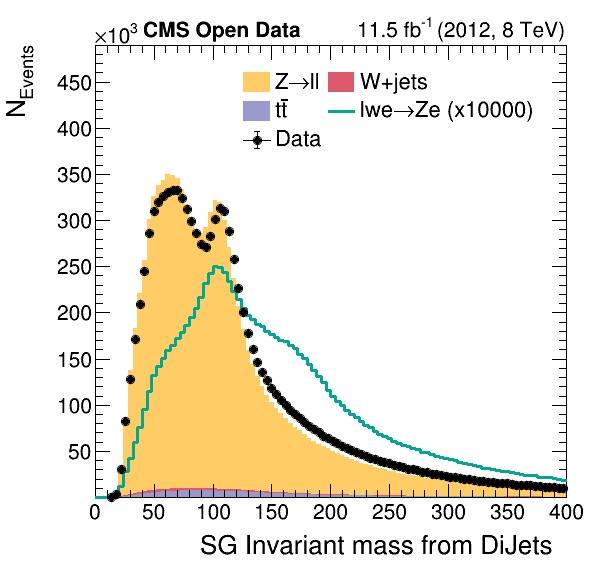 ×10³ CMS Open Data 11.5 fb⁻¹ (2012, 8 TeV)
N_Events
Z→ll W+jets
tt̄ lwe→Ze (x10000)
Data
450
400
350
300
250
200
150
100
50
0 50 100 150 200 250 300 350 400
SG Invariant mass from DiJets